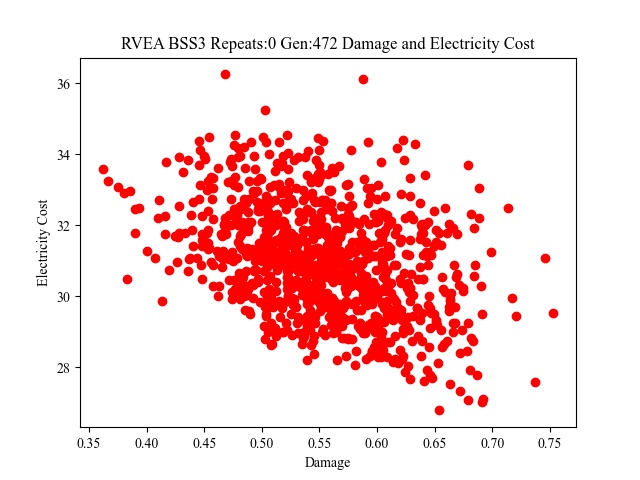 RVEA BSS3 Repeats:0 Gen:472 Damage and Electricity Cost
36
34
32
30
28
Electricity Cost
0.35 0.40 0.45 0.50 0.55 0.60 0.65 0.70 0.75
Damage